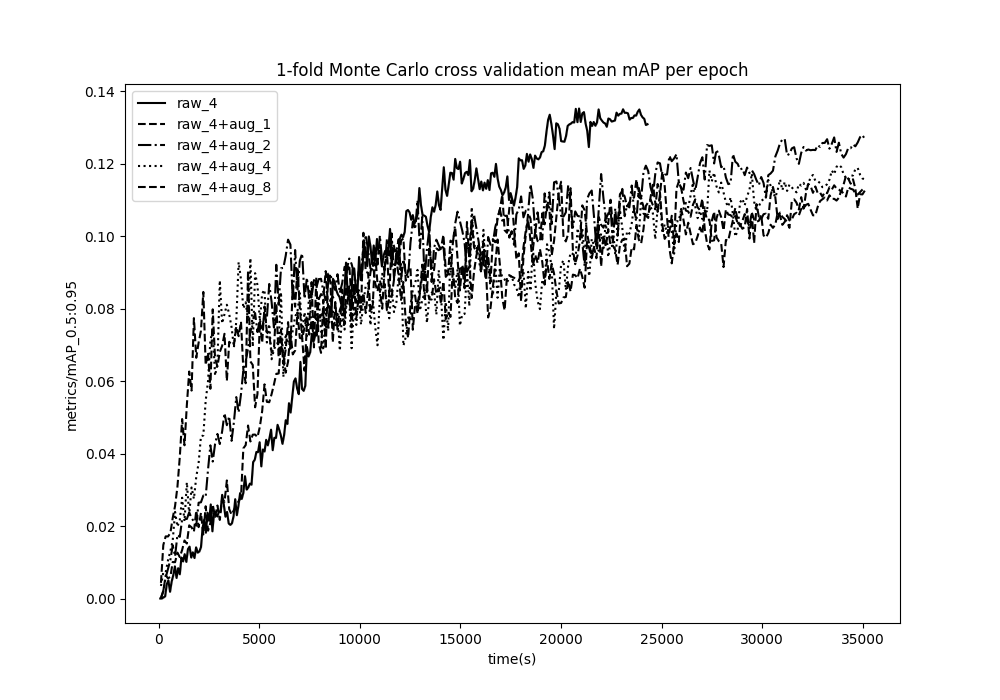 1-fold Monte Carlo cross validation mean mAP per epoch
raw_4
raw_4+aug_1
raw_4+aug_2
raw_4+aug_4
raw_4+aug_8
metrics/mAP_0.5:0.95
0.14
0.12
0.10
0.08
0.06
0.04
0.02
0.00
0
5000
10000
15000
20000
25000
30000
35000
time(s)